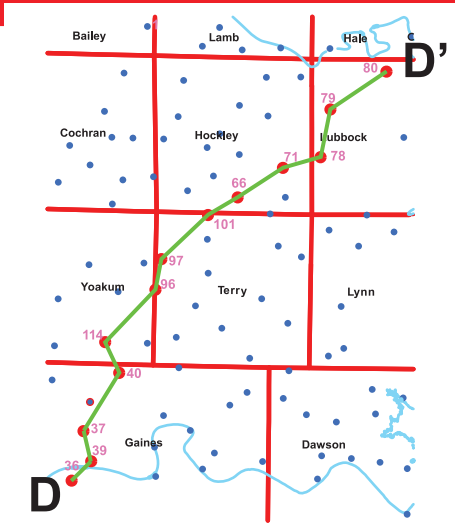 Bailey Lamb Hale
D'
80
79
Cochran Hockley Lubbock
71 78
66
101
97
Yoakum 96 Terry Lynn
114
40
37
Gaines Dawson
39
36
D